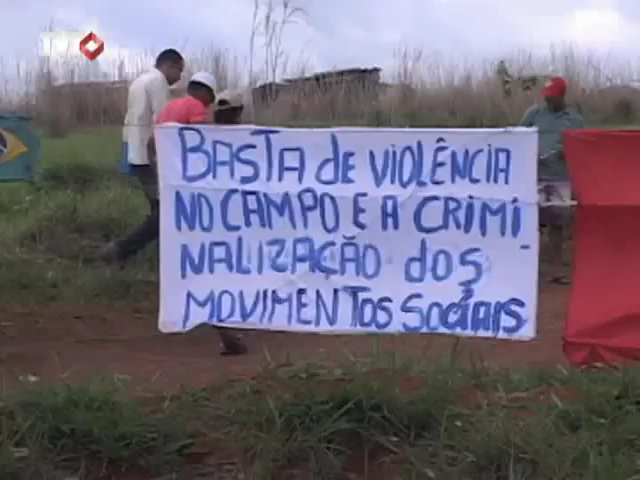 BASTA de VIOLÊNCIA
NO CAMPO E A CRIMI
NALIZAÇÃO dOS
MOVIMENTOS SOCIAIS